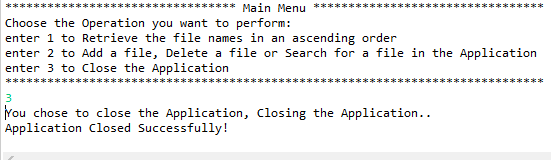 ********************************* Main Menu *********************************
Choose the Operation you want to perform:
enter 1 to Retrieve the file names in an ascending order
enter 2 to Add a file, Delete a file or Search for a file in the Application
enter 3 to Close the Application
******************************************************************************
3
You chose to close the Application, Closing the Application..
Application Closed Successfully!